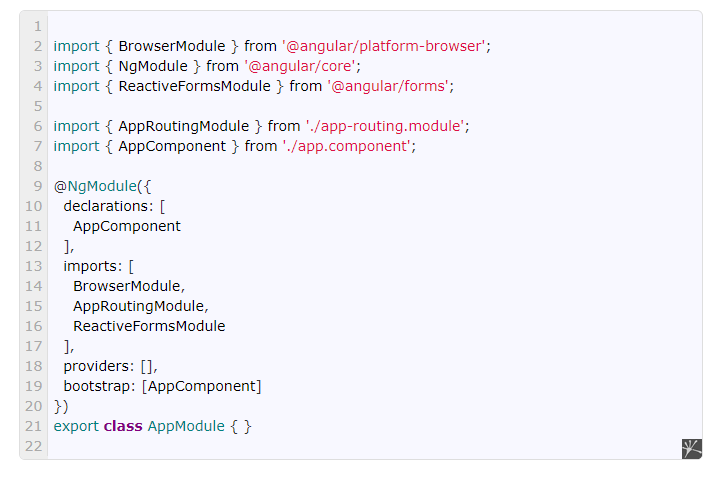 1
2 import { BrowserModule } from '@angular/platform-browser';
3 import { NgModule } from '@angular/core';
4 import { ReactiveFormsModule } from '@angular/forms';
5
6 import { AppRoutingModule } from './app-routing.module';
7 import { AppComponent } from './app.component';
8
9 @NgModule({
10   declarations: [
11     AppComponent
12   ],
13   imports: [
14     BrowserModule,
15     AppRoutingModule,
16     ReactiveFormsModule
17   ],
18   providers: [],
19   bootstrap: [AppComponent]
20 })
21 export class AppModule { }
22